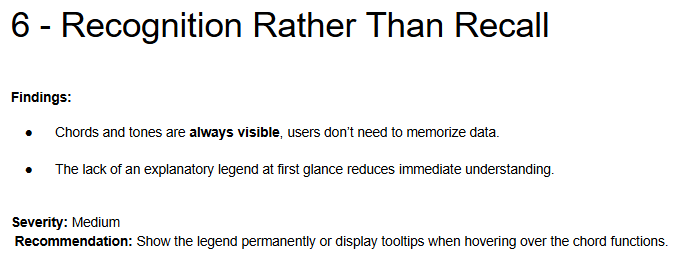 6 - Recognition Rather Than Recall
Findings:
● Chords and tones are always visible, users don't need to memorize data.
● The lack of an explanatory legend at first glance reduces immediate understanding.
Severity: Medium
Recommendation: Show the legend permanently or display tooltips when hovering over the chord functions.